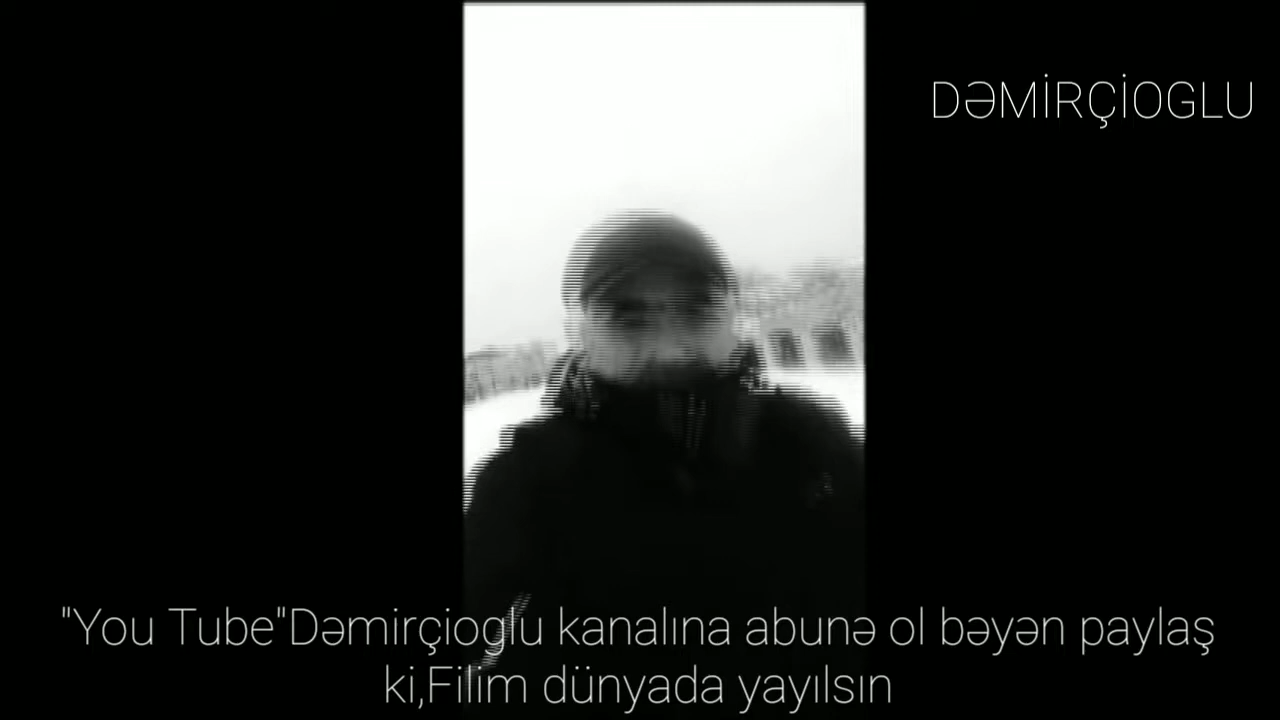 DƏMİRÇİOGLU
"You Tube"Dəmirçioglu kanalına abunə ol bəyən paylaş
ki,Filim dünyada yayılsın